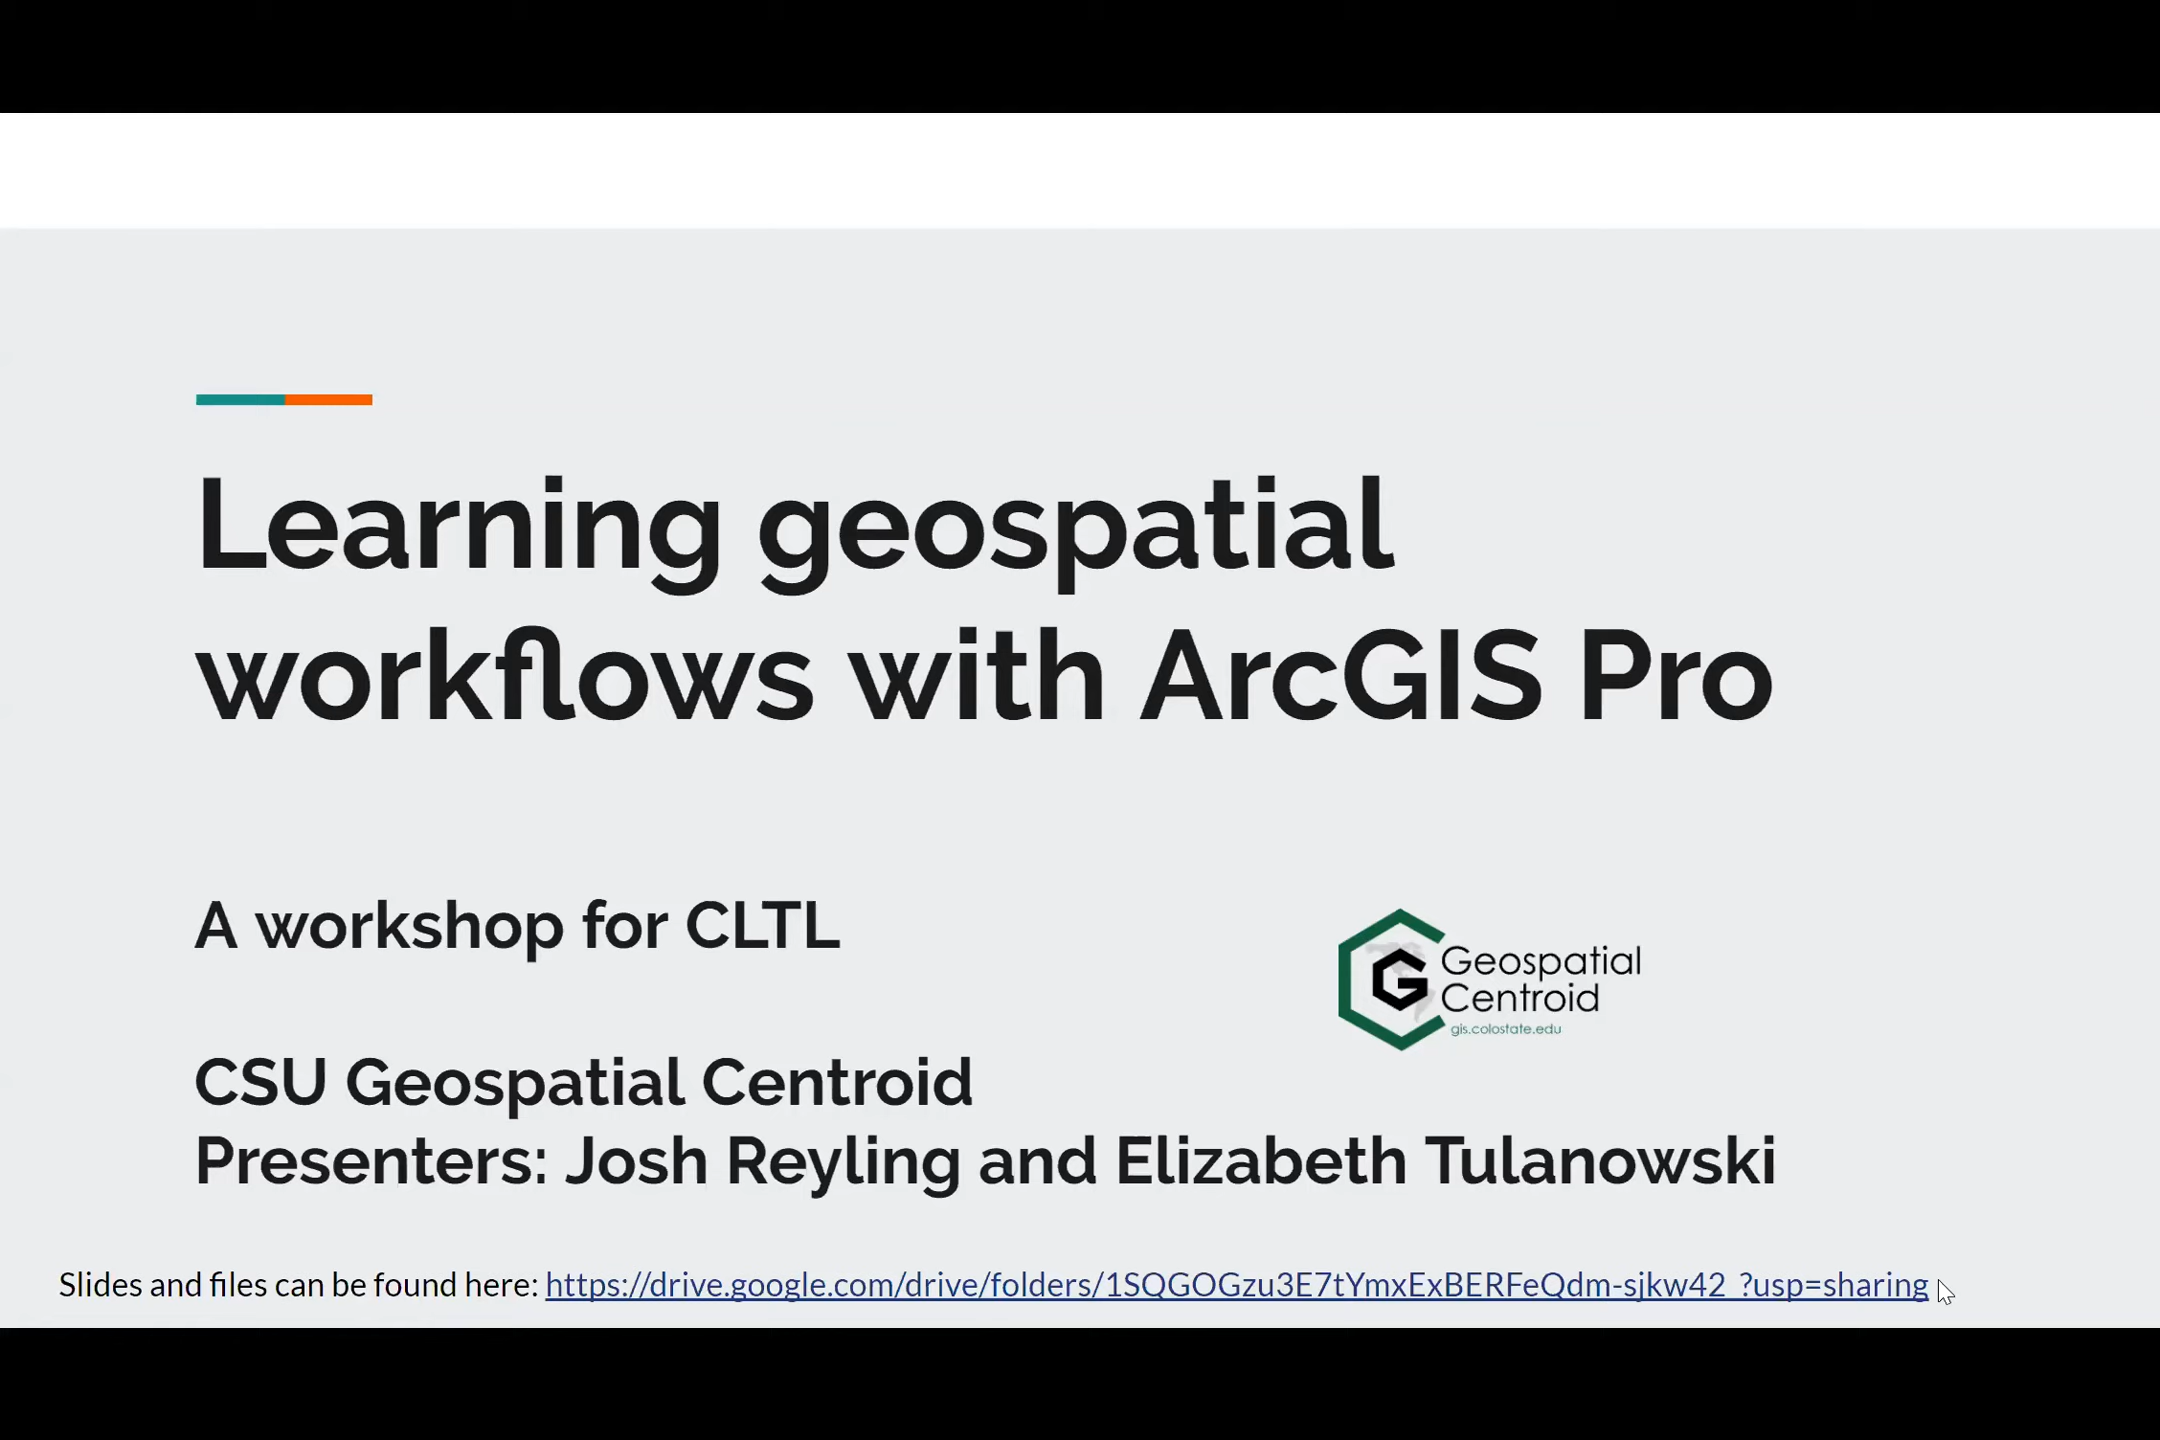 Learning geospatial
workflows with ArcGIS Pro
A workshop for CLTL
G Geospatial
Centroid
gis.colostate.edu
CSU Geospatial Centroid
Presenters: Josh Reyling and Elizabeth Tulanowski
Slides and files can be found here: https://drive.google.com/drive/folders/1SQGOGzu3E7tYmxExBERFeQdm-sjkw42_?usp=sharing